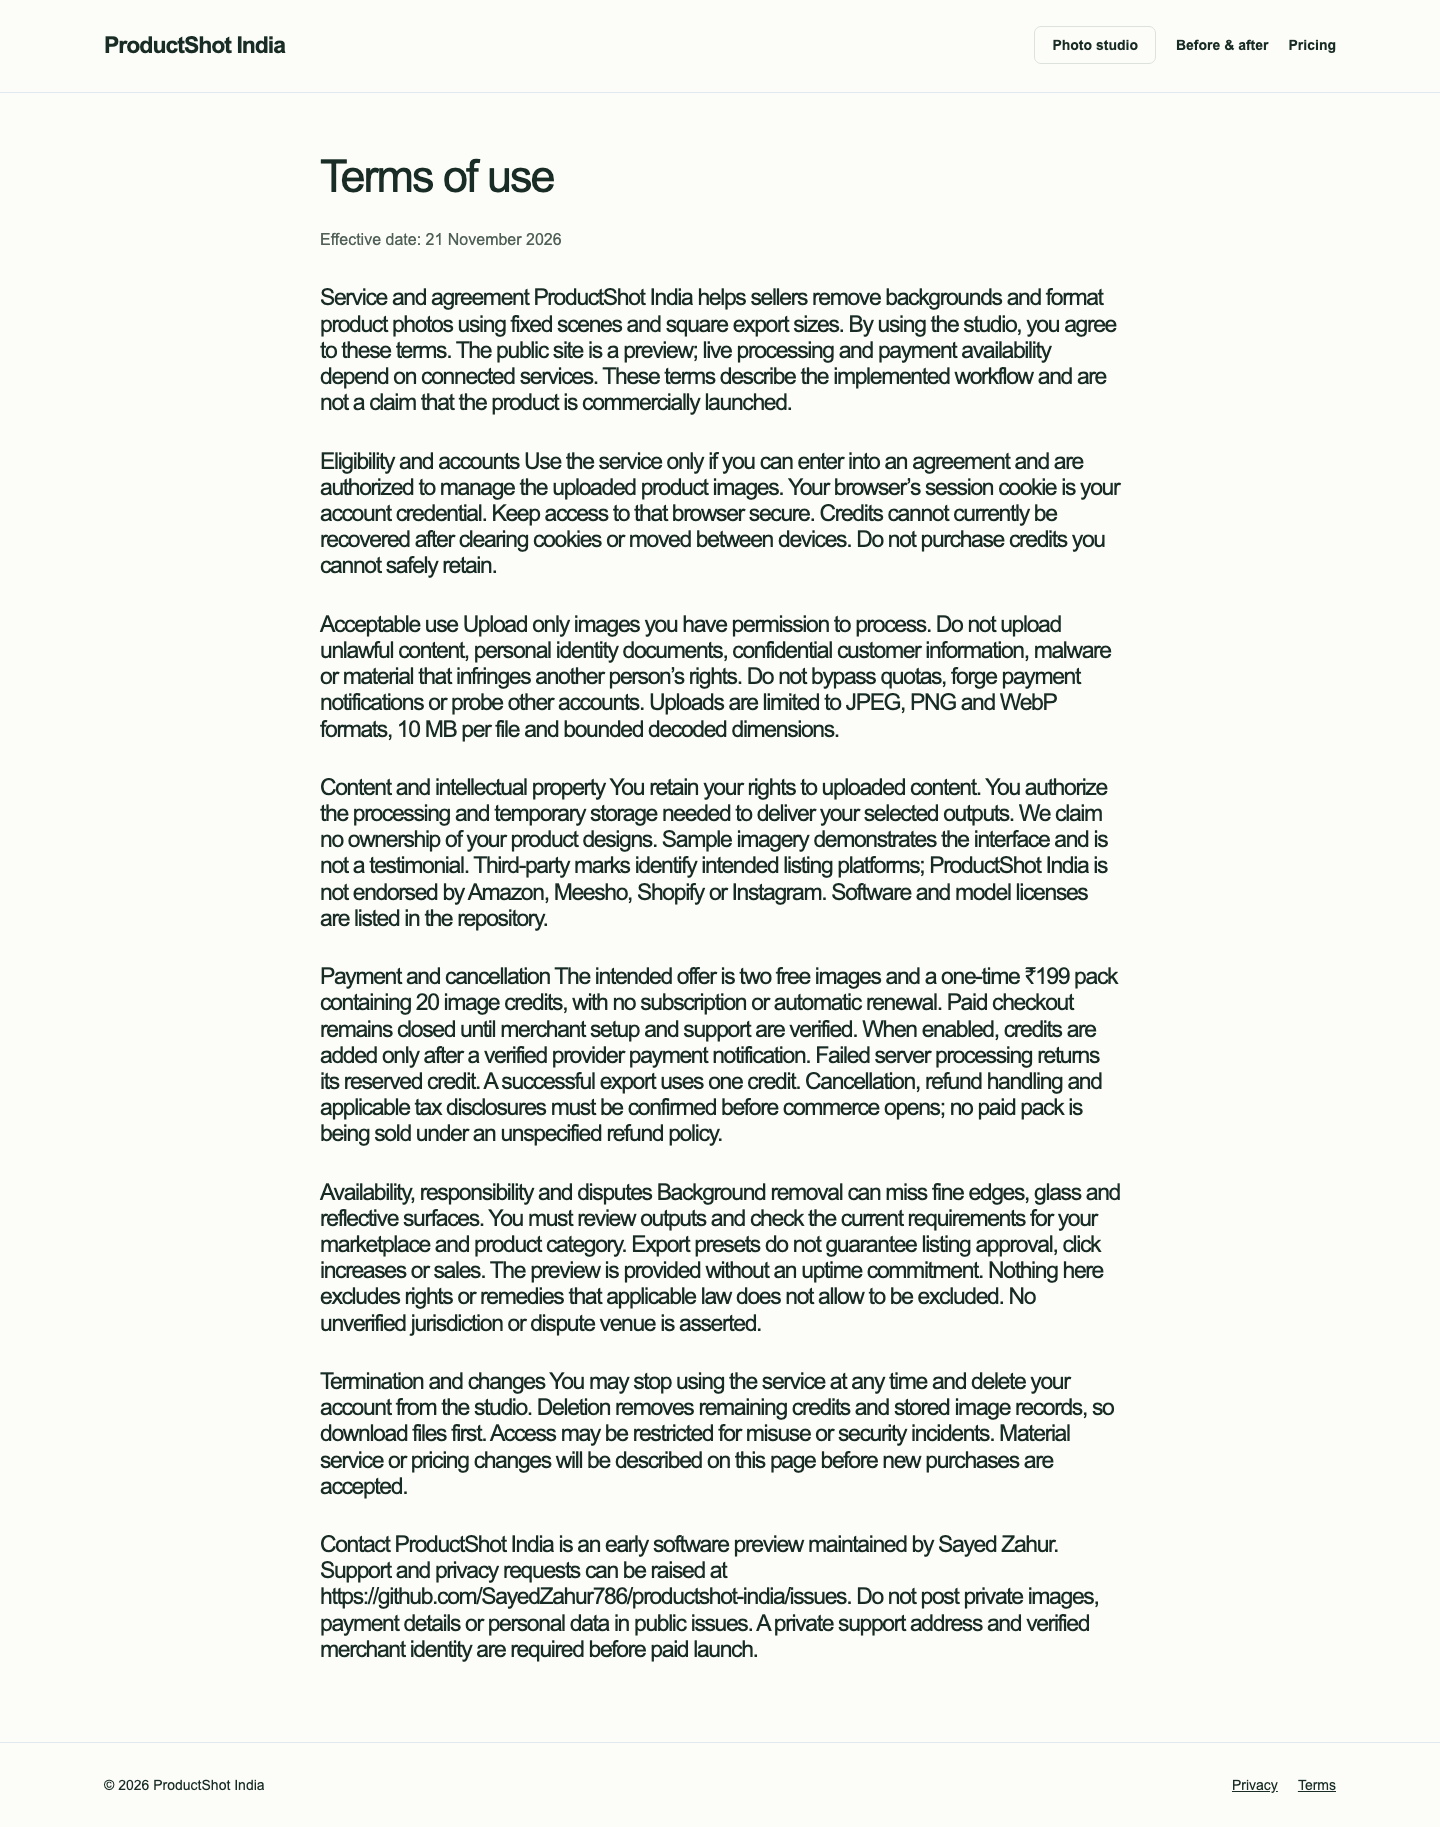 ProductShot India
Photo studio
Before & after
Pricing
Terms of use
Effective date: 21 November 2026
Service and agreement ProductShot India helps sellers remove backgrounds and format
product photos using fixed scenes and square export sizes. By using the studio, you agree
to these terms. The public site is a preview; live processing and payment availability
depend on connected services. These terms describe the implemented workflow and are
not a claim that the product is commercially launched.
Eligibility and accounts Use the service only if you can enter into an agreement and are
authorized to manage the uploaded product images. Your browser’s session cookie is your
account credential. Keep access to that browser secure. Credits cannot currently be
recovered after clearing cookies or moved between devices. Do not purchase credits you
cannot safely retain.
Acceptable use Upload only images you have permission to process. Do not upload
unlawful content, personal identity documents, confidential customer information, malware
or material that infringes another person’s rights. Do not bypass quotas, forge payment
notifications or probe other accounts. Uploads are limited to JPEG, PNG and WebP
formats, 10 MB per file and bounded decoded dimensions.
Content and intellectual property You retain your rights to uploaded content. You authorize
the processing and temporary storage needed to deliver your selected outputs. We claim
no ownership of your product designs. Sample imagery demonstrates the interface and is
not a testimonial. Third-party marks identify intended listing platforms; ProductShot India is
not endorsed by Amazon, Meesho, Shopify or Instagram. Software and model licenses
are listed in the repository.
Payment and cancellation The intended offer is two free images and a one-time ₹199 pack
containing 20 image credits, with no subscription or automatic renewal. Paid checkout
remains closed until merchant setup and support are verified. When enabled, credits are
added only after a verified provider payment notification. Failed server processing returns
its reserved credit. A successful export uses one credit. Cancellation, refund handling and
applicable tax disclosures must be confirmed before commerce opens; no paid pack is
being sold under an unspecified refund policy.
Availability, responsibility and disputes Background removal can miss fine edges, glass and
reflective surfaces. You must review outputs and check the current requirements for your
marketplace and product category. Export presets do not guarantee listing approval, click
increases or sales. The preview is provided without an uptime commitment. Nothing here
excludes rights or remedies that applicable law does not allow to be excluded. No
unverified jurisdiction or dispute venue is asserted.
Termination and changes You may stop using the service at any time and delete your
account from the studio. Deletion removes remaining credits and stored image records, so
download files first. Access may be restricted for misuse or security incidents. Material
service or pricing changes will be described on this page before new purchases are
accepted.
Contact ProductShot India is an early software preview maintained by Sayed Zahur.
Support and privacy requests can be raised at
https://github.com/SayedZahur786/productshot-india/issues. Do not post private images,
payment details or personal data in public issues. A private support address and verified
merchant identity are required before paid launch.
© 2026 ProductShot India
Privacy
Terms